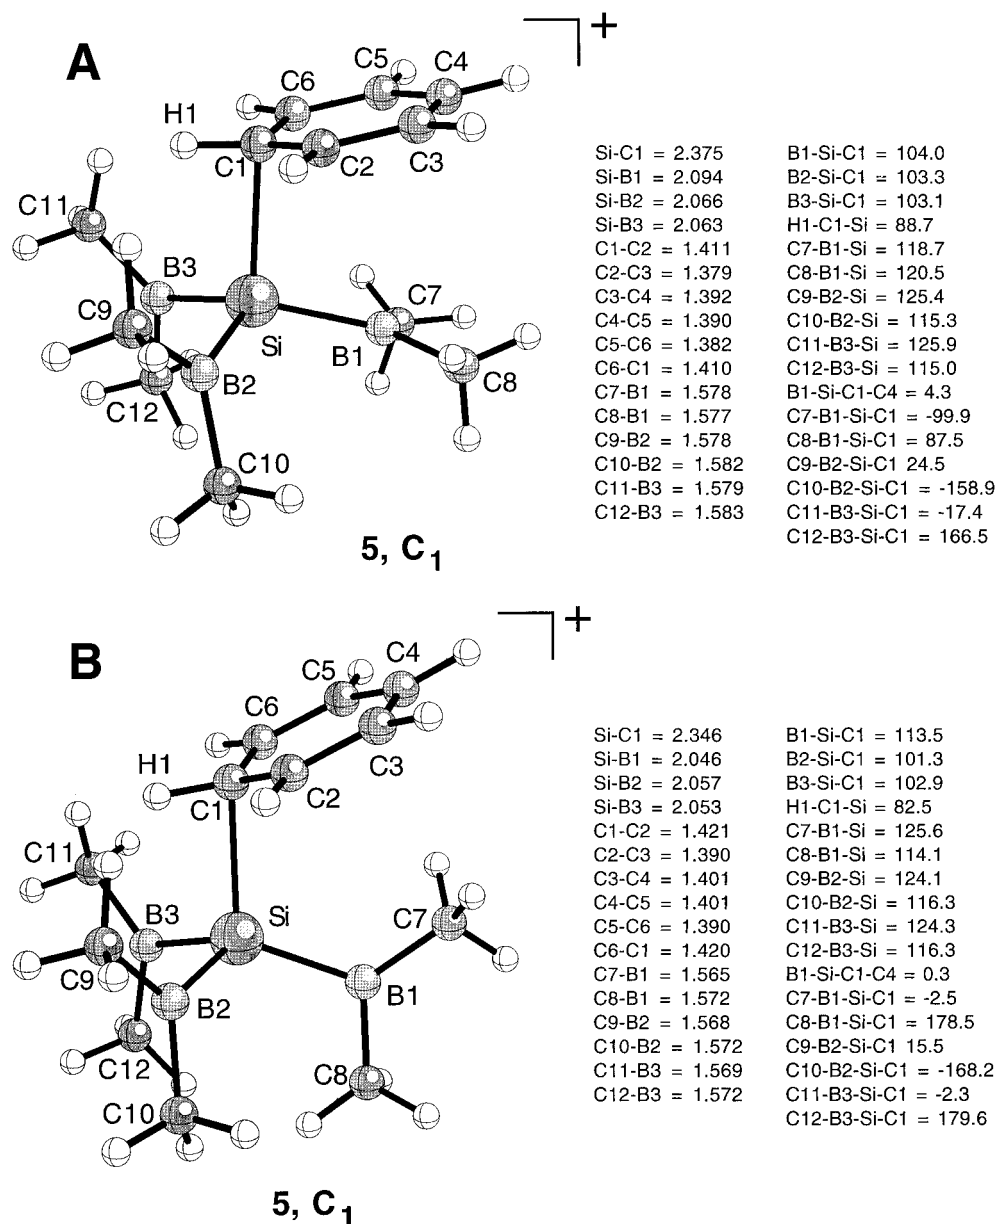 A
+
C5
C4
C6
H1
C1
C2
C3
C11
B3
C9
C7
Si
B1
B2
C8
C12
C10
5, C1
Si-C1 = 2.375
Si-B1 = 2.094
Si-B2 = 2.066
Si-B3 = 2.063
C1-C2 = 1.411
C2-C3 = 1.379
C3-C4 = 1.392
C4-C5 = 1.390
C5-C6 = 1.382
C6-C1 = 1.410
C7-B1 = 1.578
C8-B1 = 1.577
C9-B2 = 1.578
C10-B2 = 1.582
C11-B3 = 1.579
C12-B3 = 1.583
B1-Si-C1 = 104.0
B2-Si-C1 = 103.3
B3-Si-C1 = 103.1
H1-C1-Si = 88.7
C7-B1-Si = 118.7
C8-B1-Si = 120.5
C9-B2-Si = 125.4
C10-B2-Si = 115.3
C11-B3-Si = 125.9
C12-B3-Si = 115.0
B1-Si-C1-C4 = 4.3
C7-B1-Si-C1 = -99.9
C8-B1-Si-C1 = 87.5
C9-B2-Si-C1 24.5
C10-B2-Si-C1 = -158.9
C11-B3-Si-C1 = -17.4
C12-B3-Si-C1 = 166.5
B
+
C4
C5
C6
H1
C3
C1
C2
C11
C7
B3
Si
C9
B2
B1
C12
C8
C10
5, C1
Si-C1 = 2.346
Si-B1 = 2.046
Si-B2 = 2.057
Si-B3 = 2.053
C1-C2 = 1.421
C2-C3 = 1.390
C3-C4 = 1.401
C4-C5 = 1.401
C5-C6 = 1.390
C6-C1 = 1.420
C7-B1 = 1.565
C8-B1 = 1.572
C9-B2 = 1.568
C10-B2 = 1.572
C11-B3 = 1.569
C12-B3 = 1.572
B1-Si-C1 = 113.5
B2-Si-C1 = 101.3
B3-Si-C1 = 102.9
H1-C1-Si = 82.5
C7-B1-Si = 125.6
C8-B1-Si = 114.1
C9-B2-Si = 124.1
C10-B2-Si = 116.3
C11-B3-Si = 124.3
C12-B3-Si = 116.3
B1-Si-C1-C4 = 0.3
C7-B1-Si-C1 = -2.5
C8-B1-Si-C1 = 178.5
C9-B2-Si-C1 15.5
C10-B2-Si-C1 = -168.2
C11-B3-Si-C1 = -2.3
C12-B3-Si-C1 = 179.6